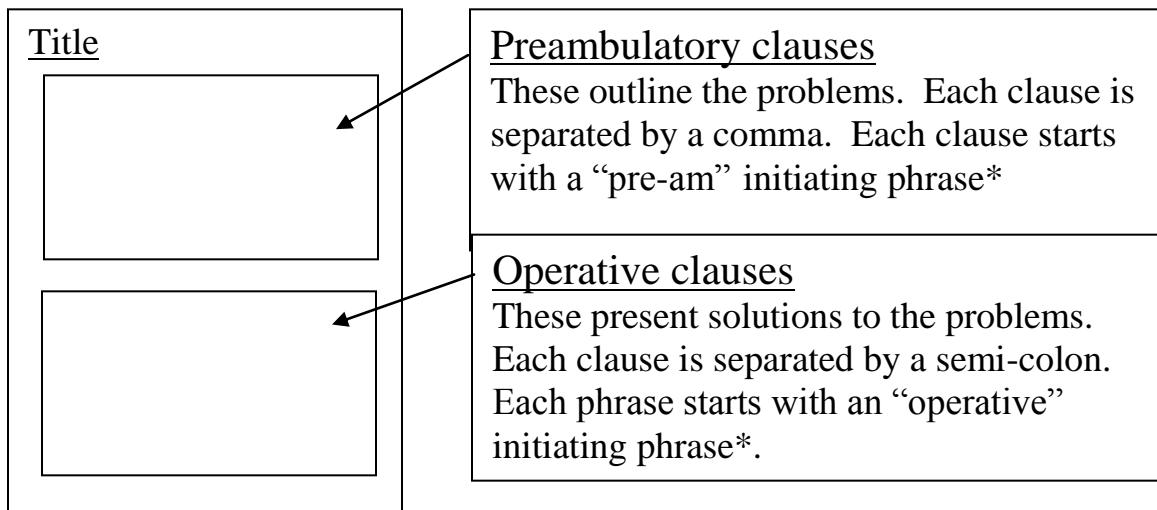 Title
Preambulatory clauses
These outline the problems.  Each clause is
separated by a comma.  Each clause starts
with a “pre-am” initiating phrase*
Operative clauses
These present solutions to the problems.
Each clause is separated by a semi-colon.
Each phrase starts with an “operative”
initiating phrase*.